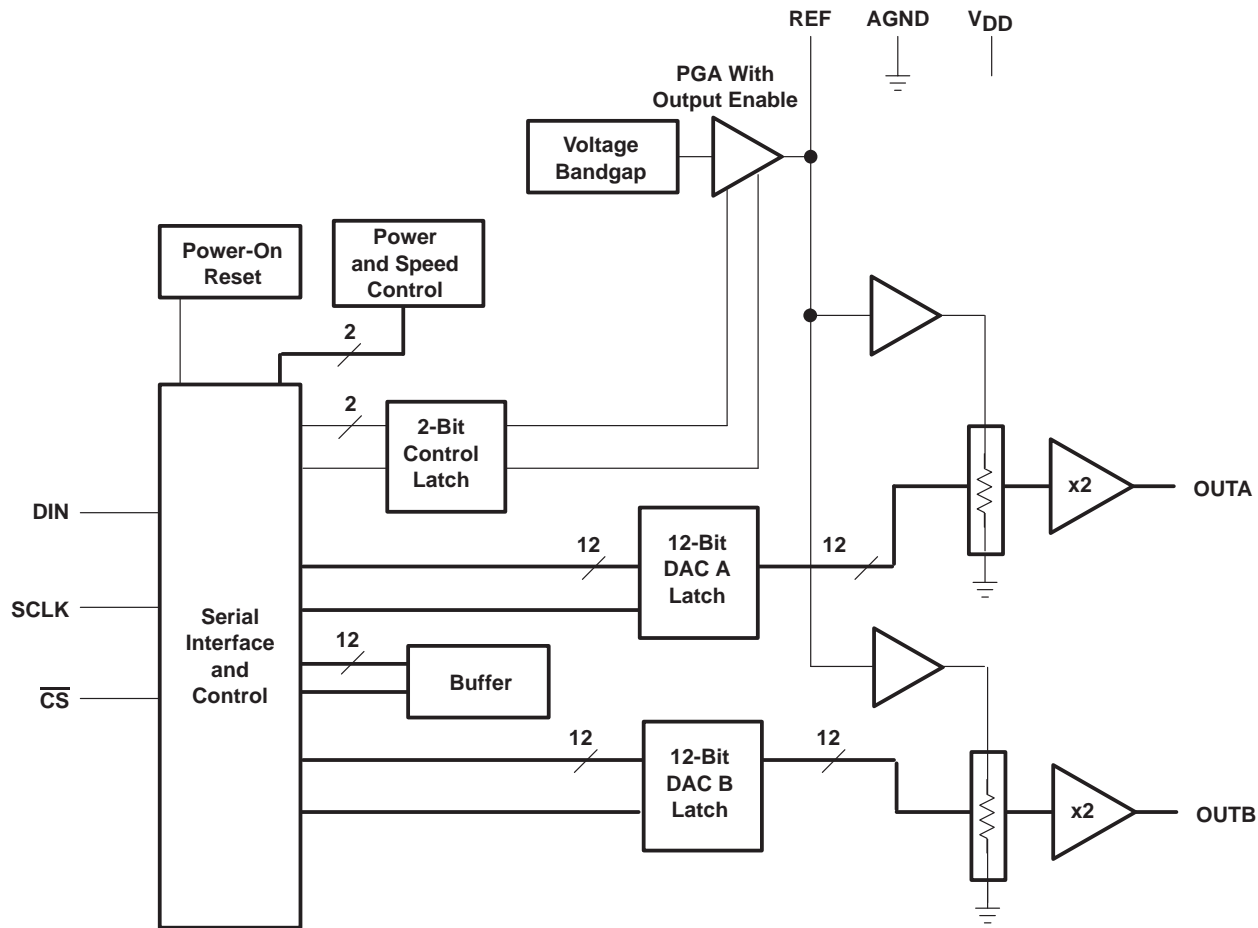 REF AGND VDD
PGA With
Output Enable
Voltage
Bandgap
Power-On
Reset
Power
and Speed
Control
2
2
2-Bit
Control
Latch
x2
OUTA
DIN
12
12-Bit
DAC A
Latch
12
SCLK
Serial
Interface
and
Control
12
Buffer
CS
12
12-Bit
DAC B
Latch
12
x2
OUTB